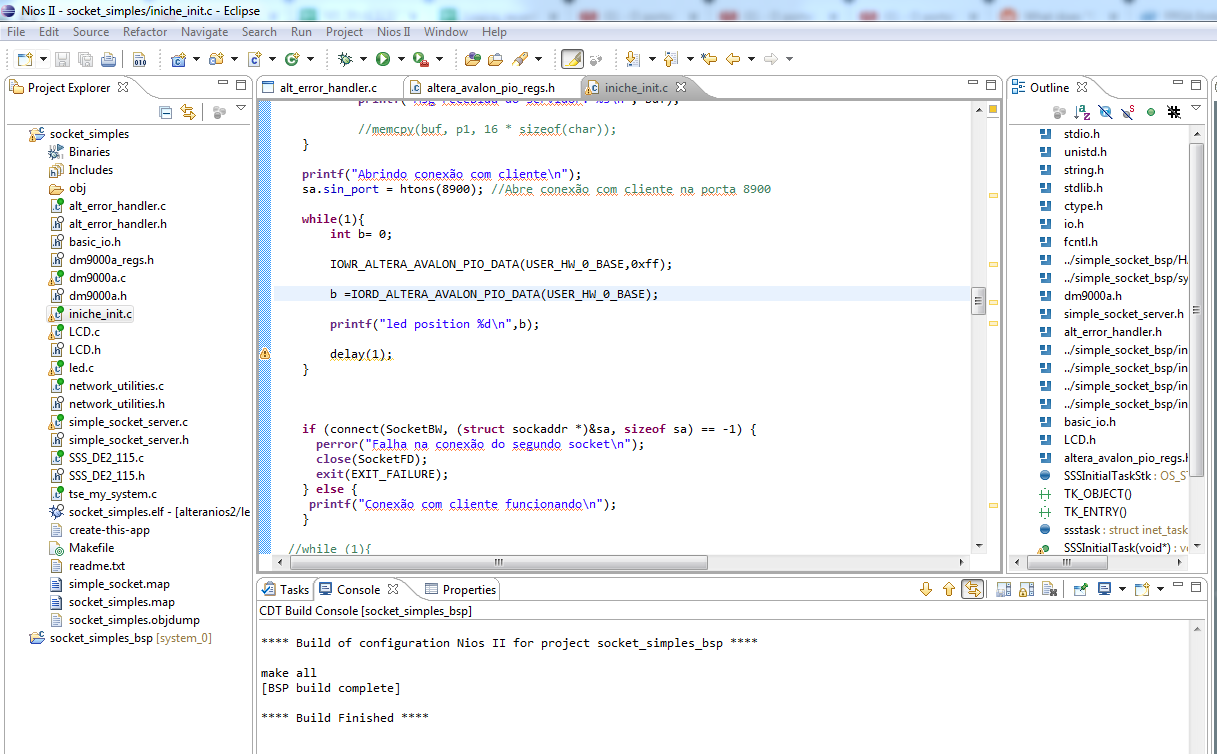 Nios II - socket_simples/iniche_init.c - Eclipse
File Edit Source Refactor Navigate Search Run Project Nios II Window Help
Project Explorer
socket_simples
Binaries
Includes
obj
alt_error_handler.c
alt_error_handler.h
basic_io.h
dm9000a_regs.h
dm9000a.c
dm9000a.h
iniche_init.c
LCD.c
LCD.h
led.c
network_utilities.c
network_utilities.h
simple_socket_server.c
simple_socket_server.h
SSS_DE2_115.c
SSS_DE2_115.h
tse_my_system.c
socket_simples.elf - [alteranios2/le
create-this-app
Makefile
readme.txt
simple_socket.map
socket_simples.map
socket_simples.objdump
socket_simples_bsp [system_0]
alt_error_handler.c altera_avalon_pio_regs.h iniche_init.c
printf("Msg recebida do servidor: %s\n", buf);
//memcpy(buf, p1, 16 * sizeof(char));
}
printf("Abrindo conexão com cliente\n");
sa.sin_port = htons(8900); //Abre conexão com cliente na porta 8900
while(1){
int b= 0;
IOWR_ALTERA_AVALON_PIO_DATA(USER_HW_0_BASE,0xff);
b =IORD_ALTERA_AVALON_PIO_DATA(USER_HW_0_BASE);
printf("led position %d\n",b);
delay(1);
}
if (connect(SocketBW, (struct sockaddr *)&sa, sizeof sa) == -1) {
perror("Falha na conexão do segundo socket\n");
close(SocketFD);
exit(EXIT_FAILURE);
} else {
printf("Conexão com cliente funcionando\n");
}
//while (1){
Outline
stdio.h
unistd.h
string.h
stdlib.h
ctype.h
io.h
fcntl.h
../simple_socket_bsp/H
../simple_socket_bsp/sy
dm9000a.h
simple_socket_server.h
alt_error_handler.h
../simple_socket_bsp/in
../simple_socket_bsp/in
../simple_socket_bsp/in
../simple_socket_bsp/in
basic_io.h
LCD.h
altera_avalon_pio_regs.h
SSSInitialTaskStk : OS_ST
TK_OBJECT()
TK_ENTRY()
ssstask : struct inet_task
SSSInitialTask(void*) : vo
Tasks Console Properties
CDT Build Console [socket_simples_bsp]
**** Build of configuration Nios II for project socket_simples_bsp ****
make all
[BSP build complete]
**** Build Finished ****